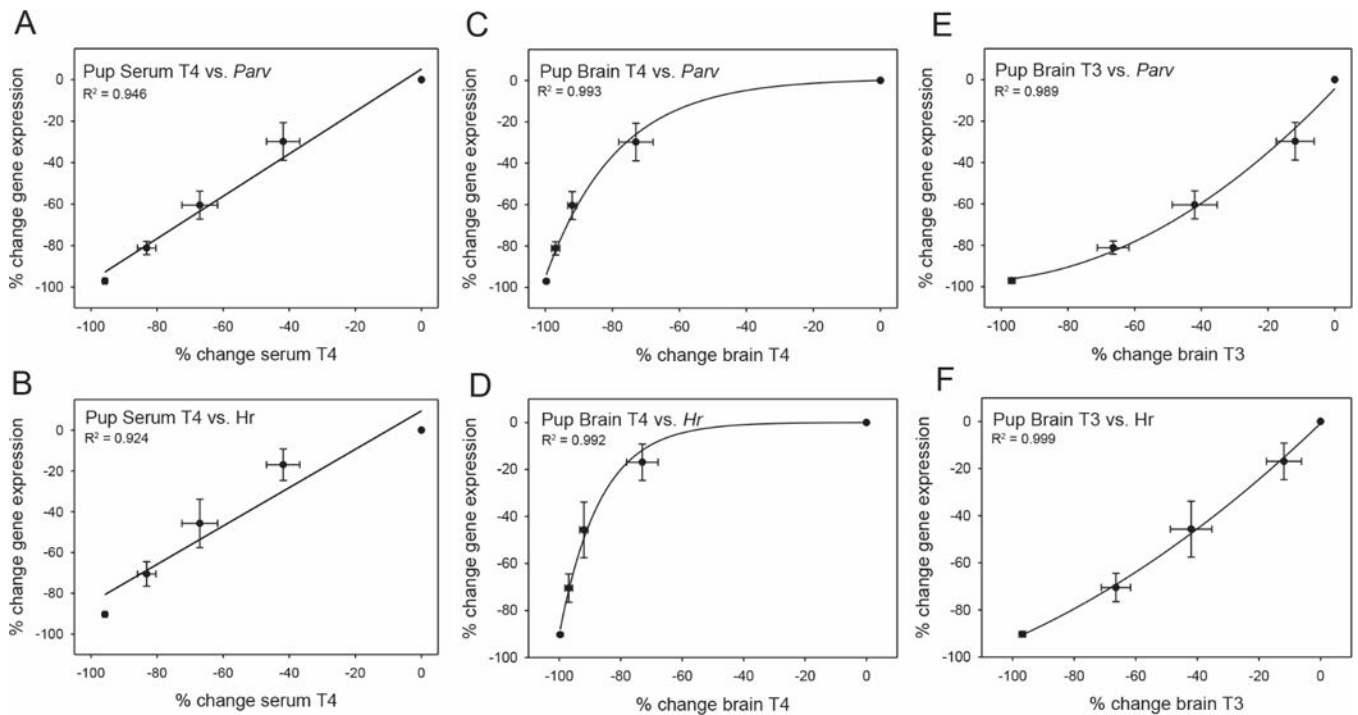 A
Pup Serum T4 vs. Parv
R² = 0.946
% change gene expression
0
-20
-40
-60
-80
-100
-100 -80 -60 -40 -20 0
% change serum T4
C
Pup Brain T4 vs. Parv
R² = 0.993
% change gene expression
0
-20
-40
-60
-80
-100
-100 -80 -60 -40 -20 0
% change brain T4
E
Pup Brain T3 vs. Parv
R² = 0.989
% change gene expression
0
-20
-40
-60
-80
-100
-100 -80 -60 -40 -20 0
% change brain T3
B
Pup Serum T4 vs. Hr
R² = 0.924
% change gene expression
0
-20
-40
-60
-80
-100
-100 -80 -60 -40 -20 0
% change serum T4
D
Pup Brain T4 vs. Hr
R² = 0.992
% change gene expression
0
-20
-40
-60
-80
-100
-100 -80 -60 -40 -20 0
% change brain T4
F
Pup Brain T3 vs. Hr
R² = 0.999
% change gene expression
0
-20
-40
-60
-80
-100
-100 -80 -60 -40 -20 0
% change brain T3